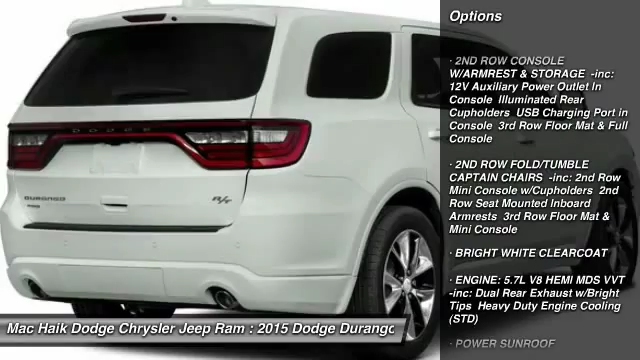 Options
· 2ND ROW CONSOLE
W/ARMREST & STORAGE -inc:
12V Auxiliary Power Outlet In
Console Illuminated Rear
Cupholders USB Charging Port in
Console 3rd Row Floor Mat & Full
Console
· 2ND ROW FOLD/TUMBLE
CAPTAIN CHAIRS -inc: 2nd Row
Mini Console w/Cupholders 2nd
Row Seat Mounted Inboard
Armrests 3rd Row Floor Mat &
Mini Console
· BRIGHT WHITE CLEARCOAT
· ENGINE: 5.7L V8 HEMI MDS VVT
-inc: Dual Rear Exhaust w/Bright
Tips Heavy Duty Engine Cooling
(STD)
· POWER SUNROOF
DODGE
DURANGO
R/T
Mac Haik Dodge Chrysler Jeep Ram : 2015 Dodge Durango